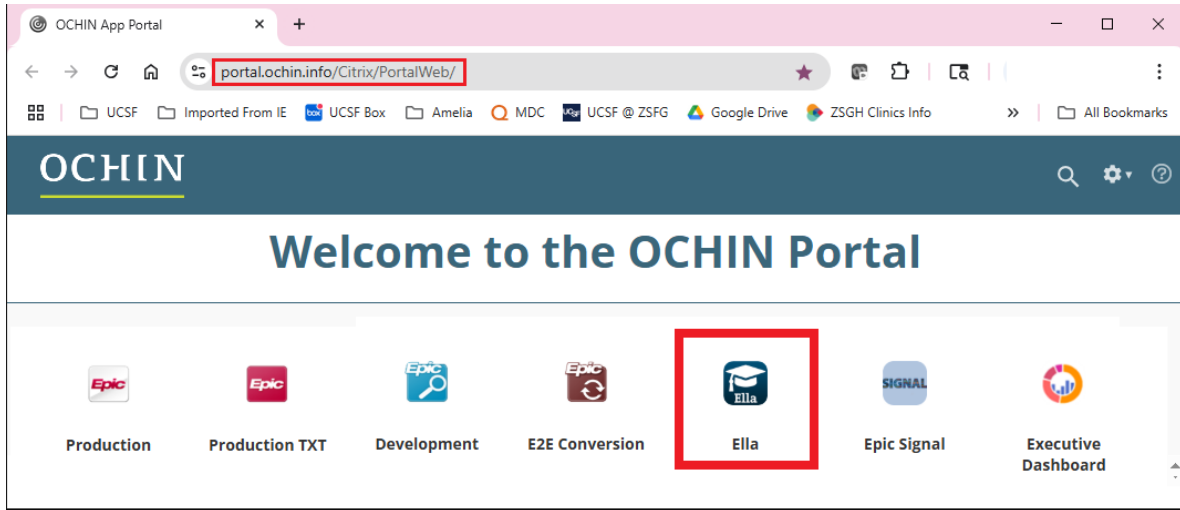 OCHIN App Portal
portal.ochin.info/Citrix/PortalWeb/
UCSF Imported From IE box UCSF Box Amelia MDC UCSF UCSF @ ZSFG Google Drive ZSGH Clinics Info All Bookmarks
OCHIN
Welcome to the OCHIN Portal
Epic Epic Epic Epic Ella SIGNAL
Production Production TXT Development E2E Conversion Ella Epic Signal Executive
Dashboard